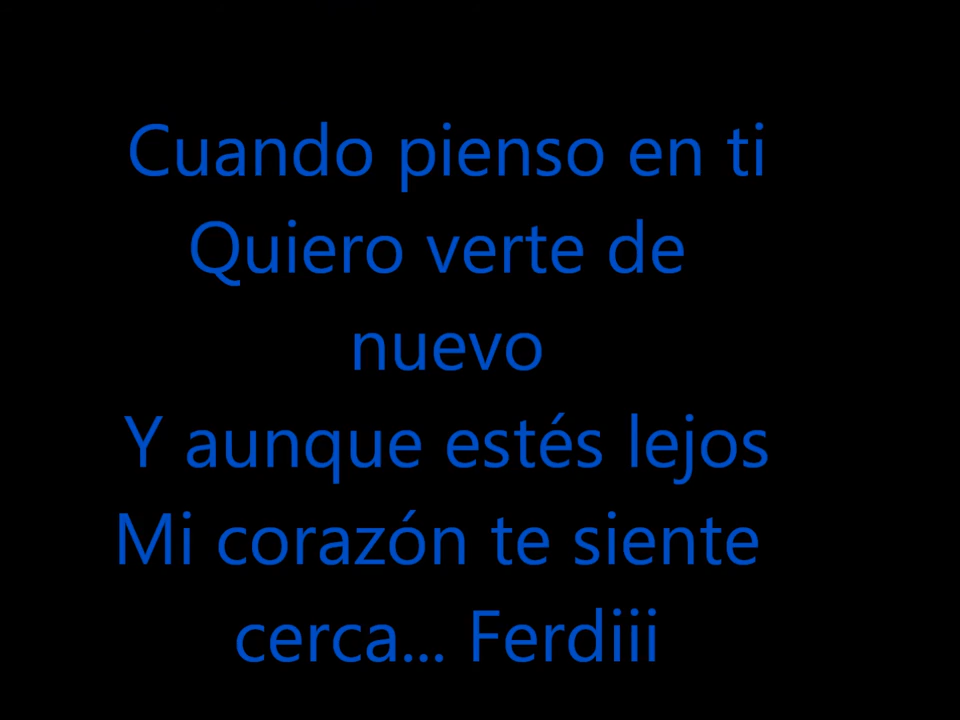 Cuando pienso en ti
Quiero verte de
nuevo
Y aunque estés lejos
Mi corazón te siente
cerca... Ferdiii